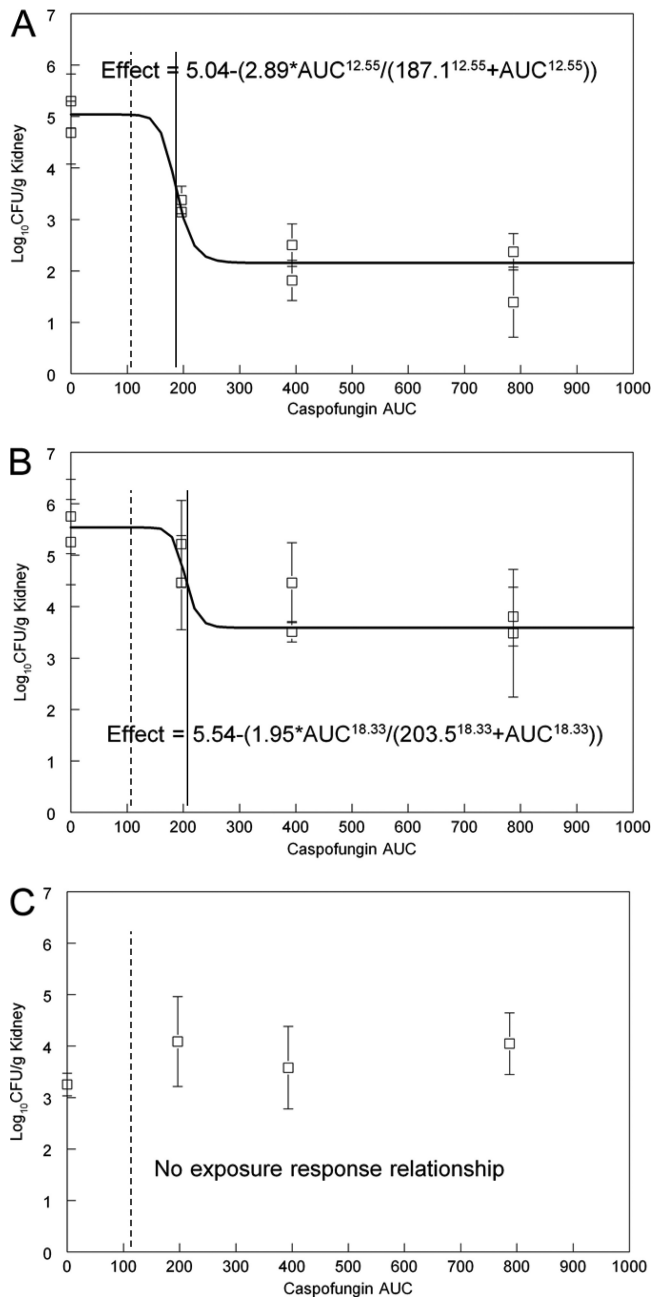 A
7
6
5
4
3
2
1
0
Log₁₀CFU/g Kidney
Effect = 5.04-(2.89*AUC¹²·⁵⁵/(187.1¹²·⁵⁵+AUC¹²·⁵⁵))
0 100 200 300 400 500 600 700 800 900 1000
Caspofungin AUC
B
7
6
5
4
3
2
1
0
Log₁₀CFU/g Kidney
Effect = 5.54-(1.95*AUC¹⁸·³³/(203.5¹⁸·³³+AUC¹⁸·³³))
0 100 200 300 400 500 600 700 800 900 1000
Caspofungin AUC
C
7
6
5
4
3
2
1
0
Log₁₀CFU/g Kidney
No exposure response relationship
0 100 200 300 400 500 600 700 800 900 1000
Caspofungin AUC